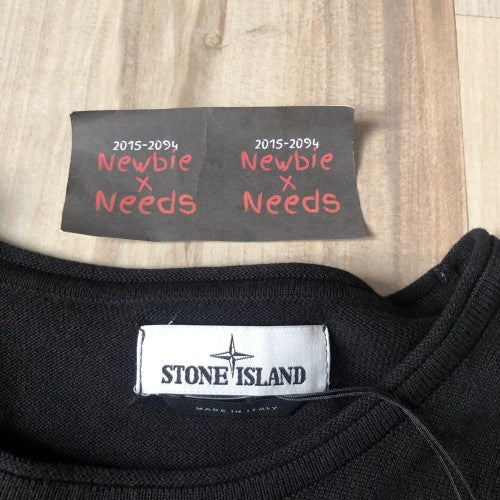 2015-2094
Newbie
x
Needs
2015-2094
Newbie
x
Needs
STONE ISLAND
MADE IN ITALY